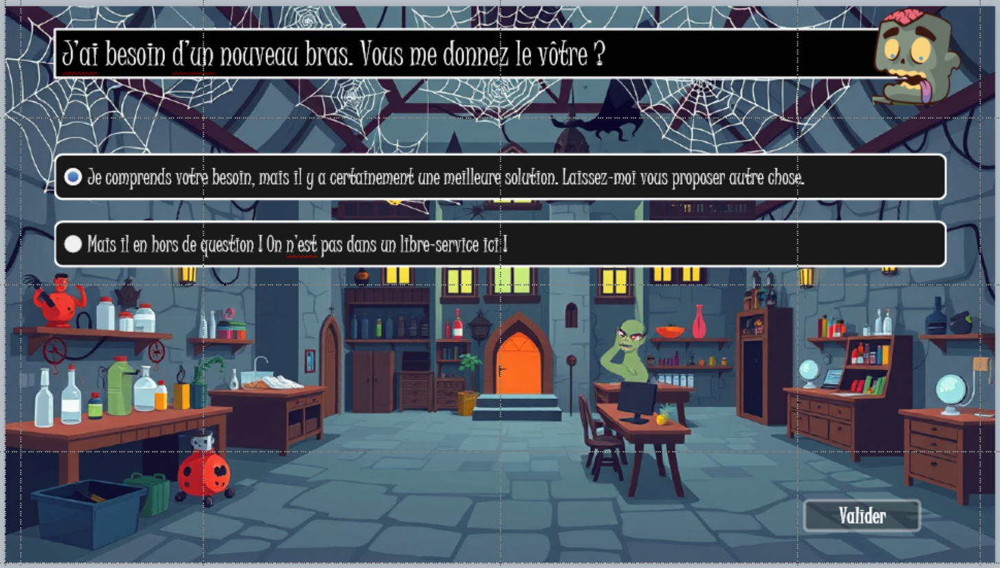 J'ai besoin d'un nouveau bras. Vous me donnez le vôtre ?
Je comprends votre besoin, mais il y a certainement une meilleure solution. Laissez-moi vous proposer autre chose.
Mais il en hors de question ! On n'est pas dans un libre-service ici !
Valider